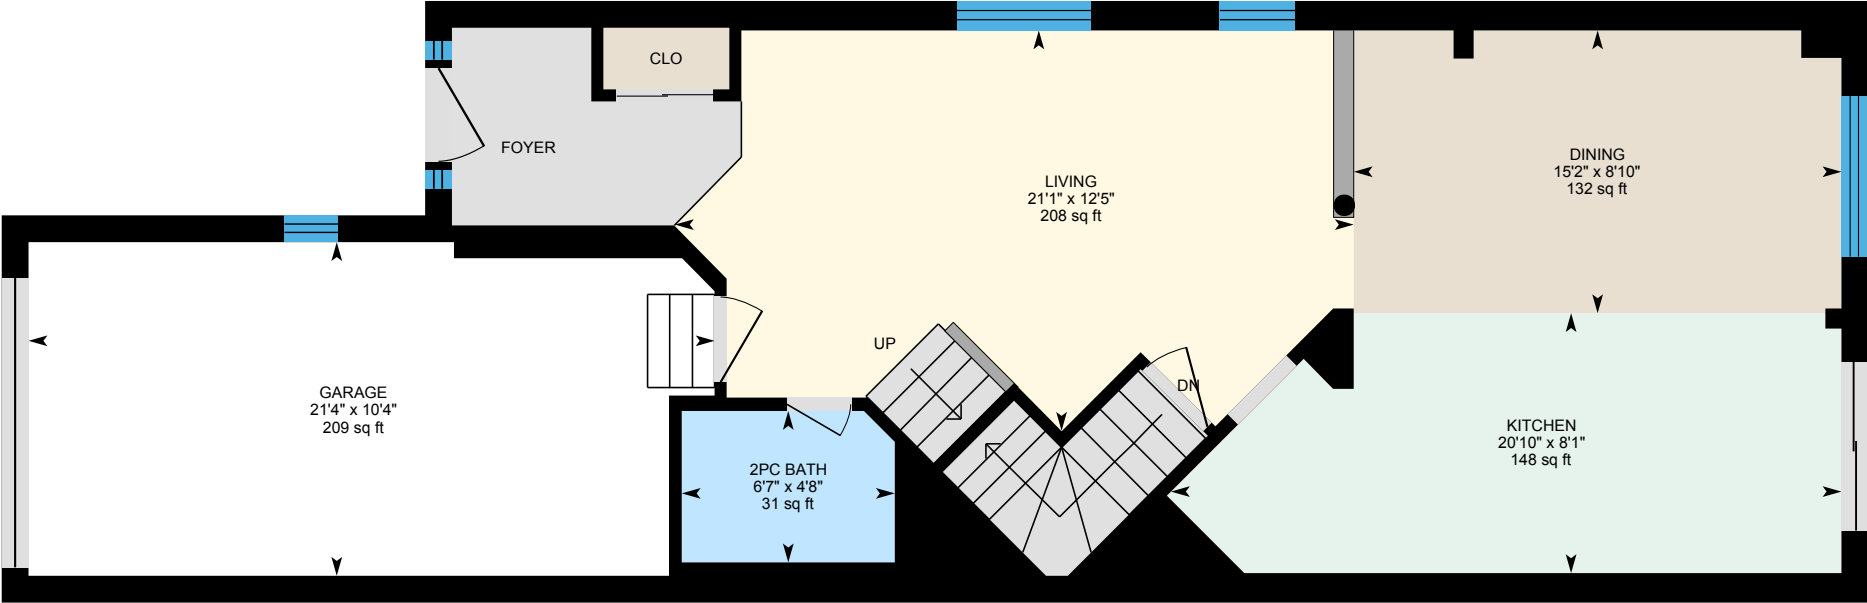 CLO
FOYER
LIVING
21'1" x 12'5"
208 sq ft
DINING
15'2" x 8'10"
132 sq ft
UP
DN
GARAGE
21'4" x 10'4"
209 sq ft
KITCHEN
20'10" x 8'1"
148 sq ft
2PC BATH
6'7" x 4'8"
31 sq ft